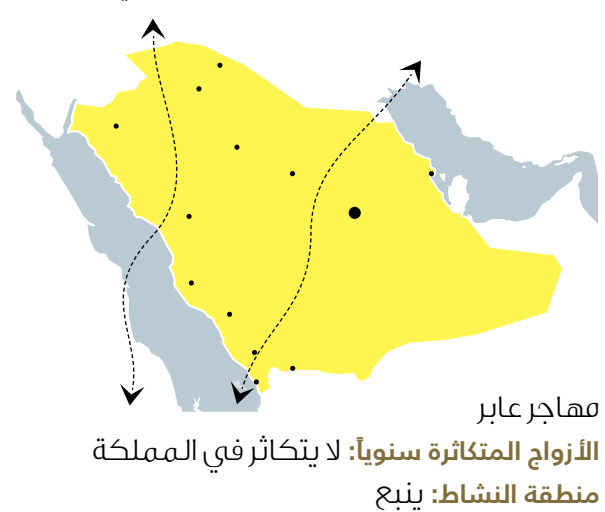 مهاجر عابر
الأزواج المتكاثرة سنوياً: لا يتكاثر في المملكة
منطقة النشاط: ينبع